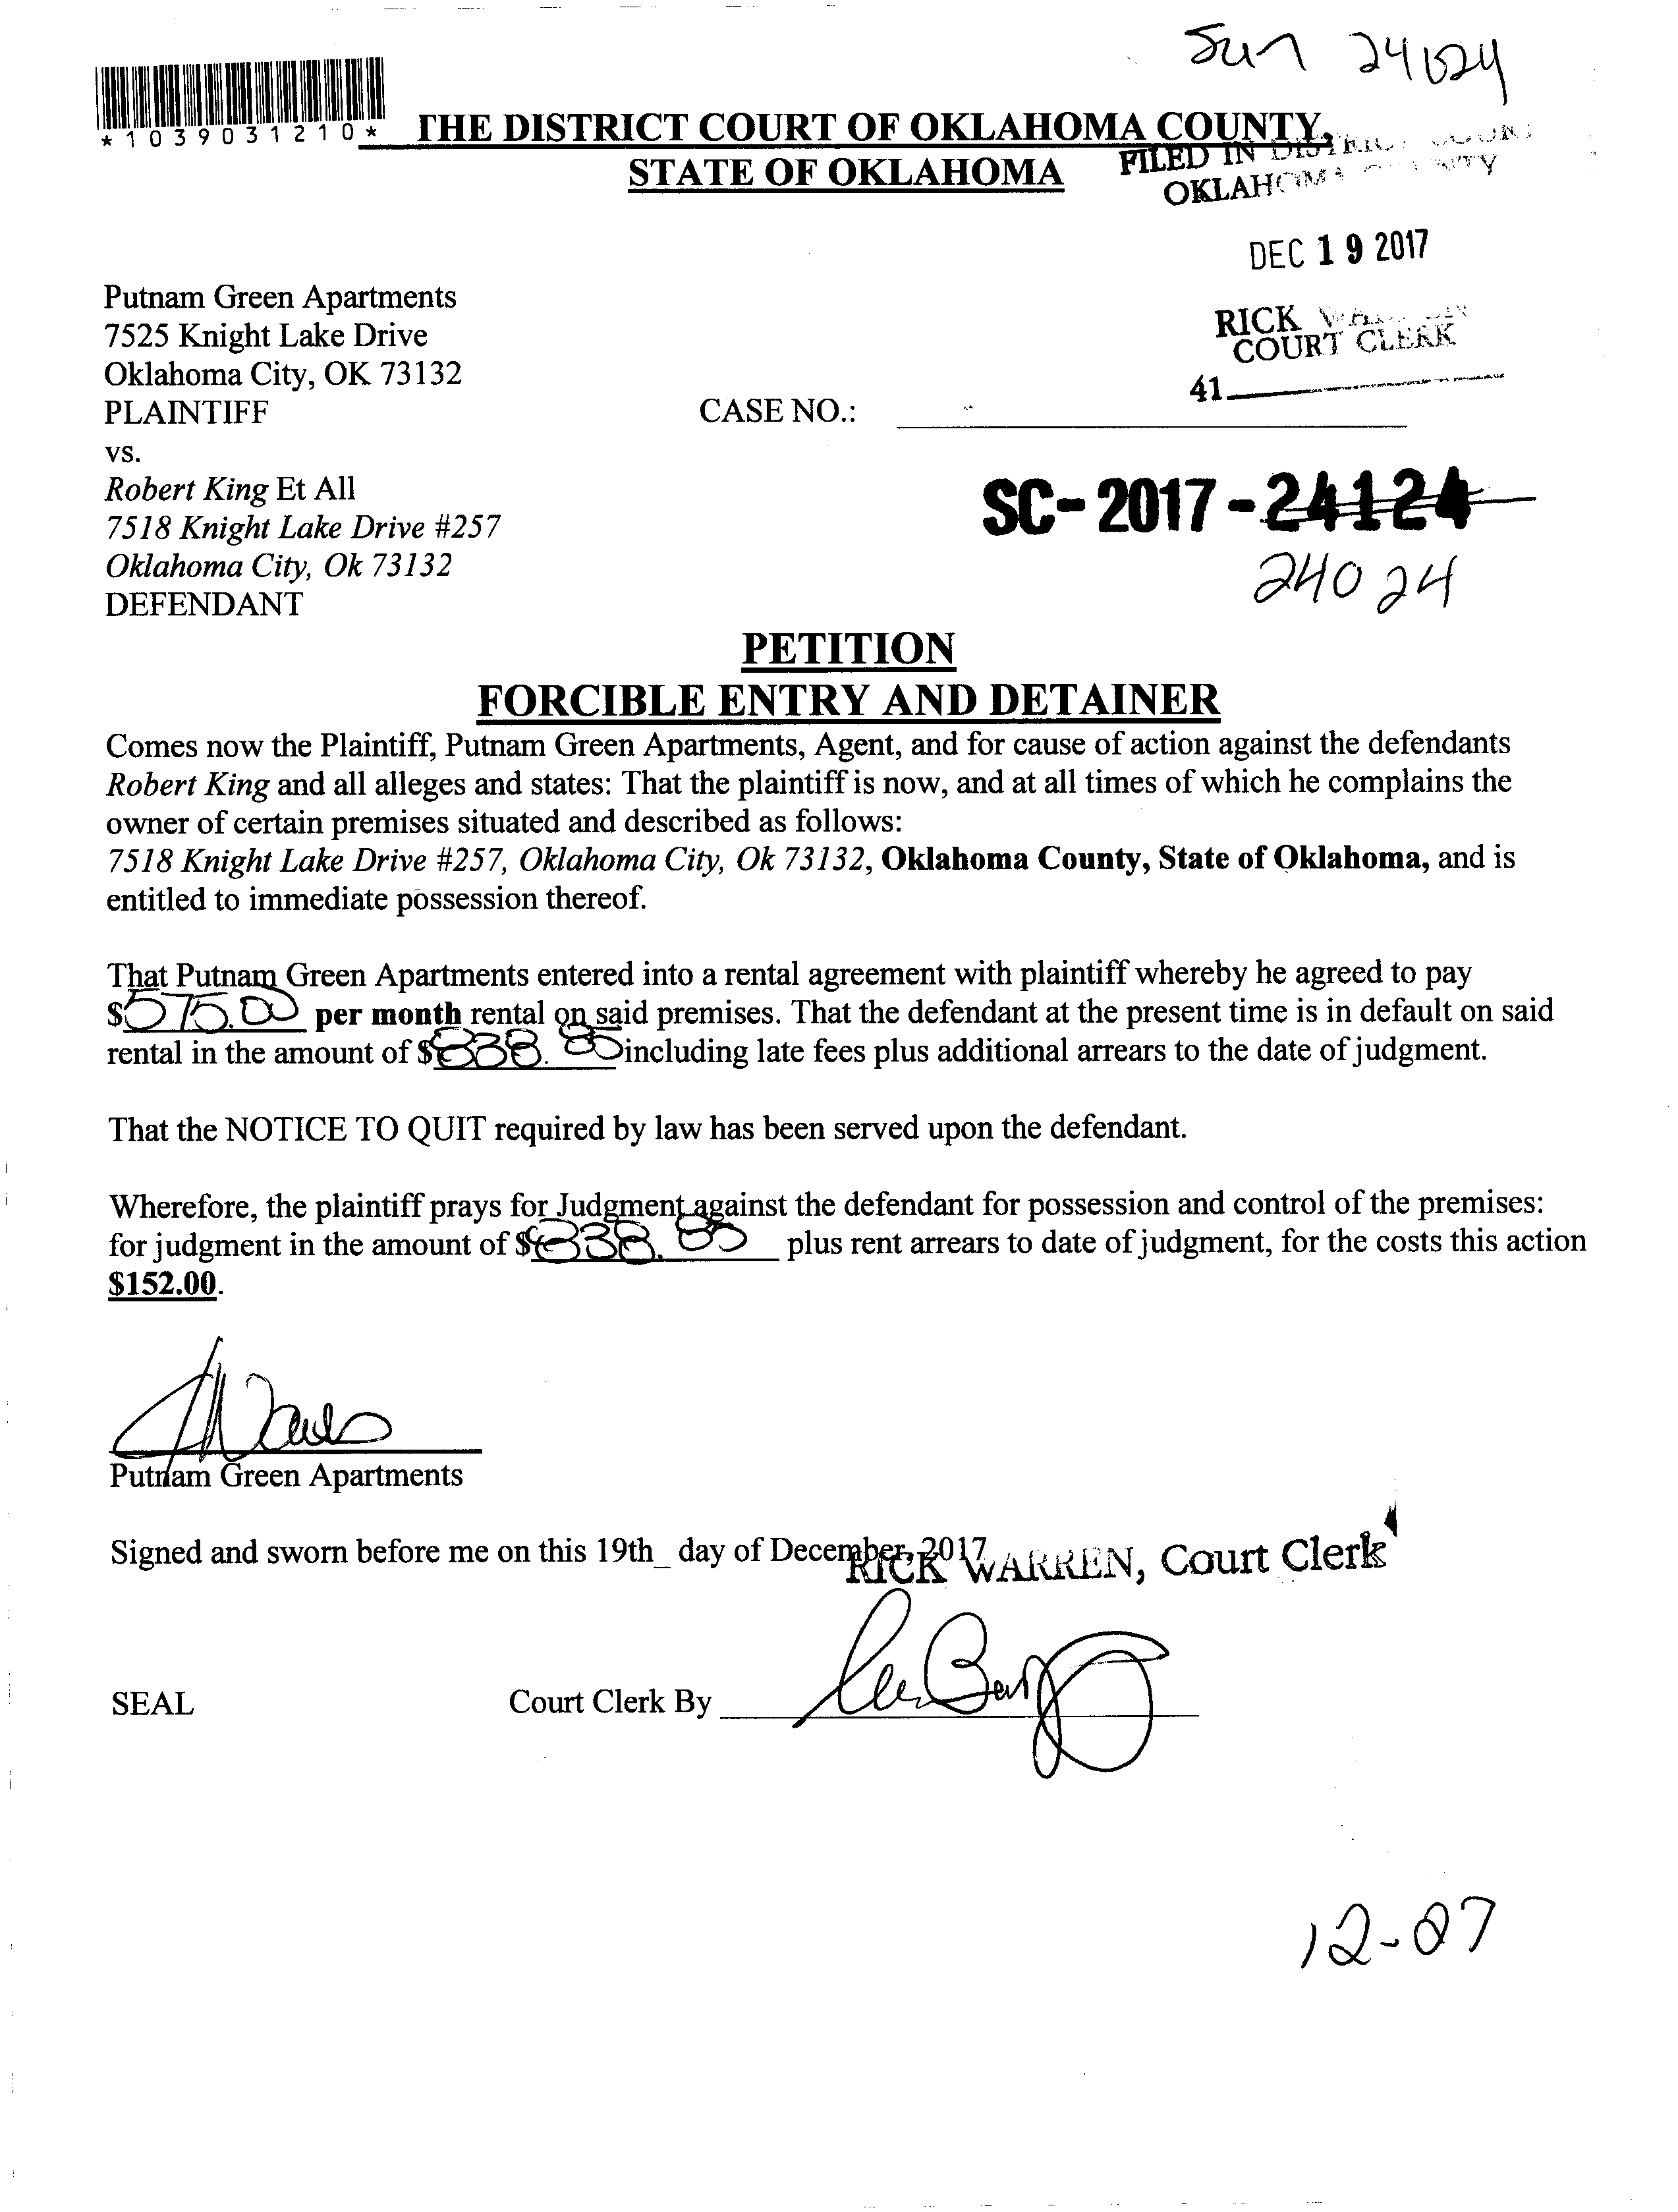 Jun 24024
*1039031210*
THE DISTRICT COURT OF OKLAHOMA COUNTY,
STATE OF OKLAHOMA
FILED IN DISTRICT COURT
OKLAHOMA COUNTY
DEC 19 2017
RICK WARREN
COURT CLERK
41
Putnam Green Apartments
7525 Knight Lake Drive
Oklahoma City, OK 73132
PLAINTIFF
CASE NO.:
vs.
Robert King Et All
7518 Knight Lake Drive #257
Oklahoma City, Ok 73132
DEFENDANT
SC-2017-24124
24024
PETITION
FORCIBLE ENTRY AND DETAINER
Comes now the Plaintiff, Putnam Green Apartments, Agent, and for cause of action against the defendants
Robert King and all alleges and states: That the plaintiff is now, and at all times of which he complains the
owner of certain premises situated and described as follows:
7518 Knight Lake Drive #257, Oklahoma City, Ok 73132, Oklahoma County, State of Oklahoma, and is
entitled to immediate possession thereof.
That Putnam Green Apartments entered into a rental agreement with plaintiff whereby he agreed to pay
$575.00 per month rental on said premises. That the defendant at the present time is in default on said
rental in the amount of $838.85 including late fees plus additional arrears to the date of judgment.
That the NOTICE TO QUIT required by law has been served upon the defendant.
Wherefore, the plaintiff prays for Judgment against the defendant for possession and control of the premises:
for judgment in the amount of $838.85 plus rent arrears to date of judgment, for the costs this action
$152.00.
Putnam Green Apartments
Signed and sworn before me on this 19th_ day of December, 2017
RICK WARREN, Court Clerk
SEAL
Court Clerk By
12-27